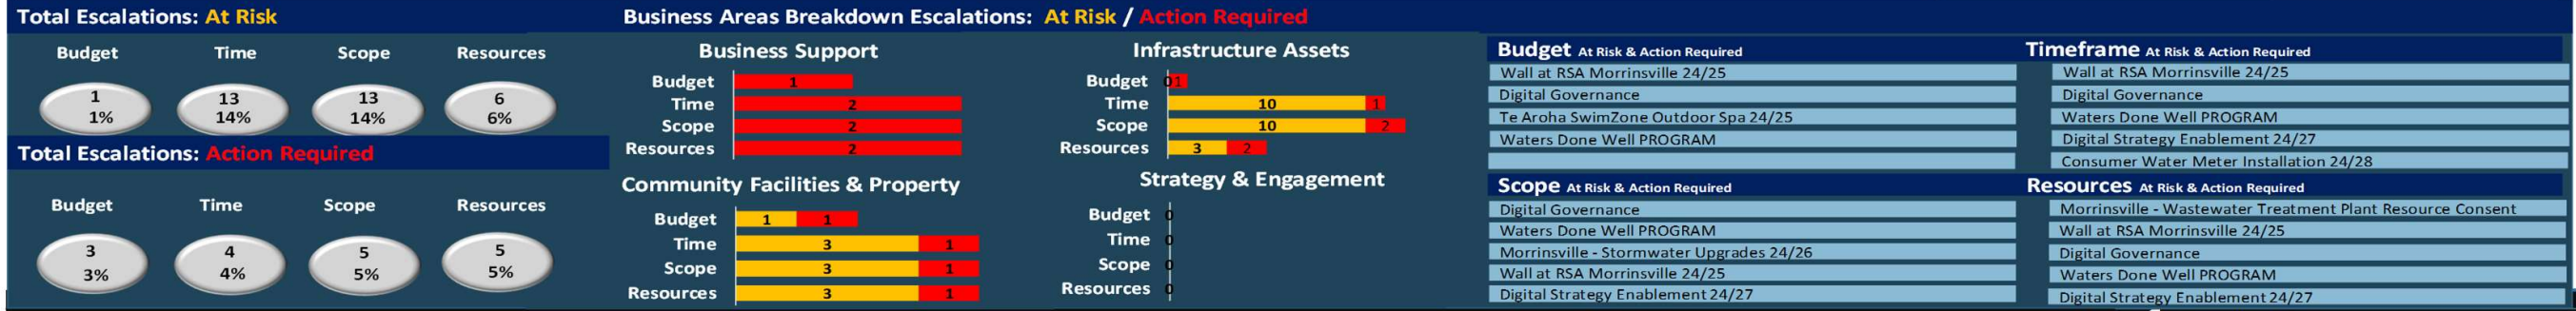 Total Escalations: At Risk
Budget Time Scope Resources
1 13 13 6
1% 14% 14% 6%
Total Escalations: Action Required
Budget Time Scope Resources
3 4 5 5
3% 4% 5% 5%
Business Areas Breakdown Escalations: At Risk / Action Required
Business Support
Budget 1
Time 2
Scope 2
Resources 2
Infrastructure Assets
Budget 0 1
Time 10 1
Scope 10 2
Resources 3 2
Community Facilities & Property
Budget 1 1
Time 3 1
Scope 3 1
Resources 3 1
Strategy & Engagement
Budget 0
Time 0
Scope 0
Resources 0
Budget At Risk & Action Required
Wall at RSA Morrinsville 24/25
Digital Governance
Te Aroha SwimZone Outdoor Spa 24/25
Waters Done Well PROGRAM
Timeframe At Risk & Action Required
Wall at RSA Morrinsville 24/25
Digital Governance
Waters Done Well PROGRAM
Digital Strategy Enablement 24/27
Consumer Water Meter Installation 24/28
Scope At Risk & Action Required
Digital Governance
Waters Done Well PROGRAM
Morrinsville - Stormwater Upgrades 24/26
Wall at RSA Morrinsville 24/25
Digital Strategy Enablement 24/27
Resources At Risk & Action Required
Morrinsville - Wastewater Treatment Plant Resource Consent
Wall at RSA Morrinsville 24/25
Digital Governance
Waters Done Well PROGRAM
Digital Strategy Enablement 24/27